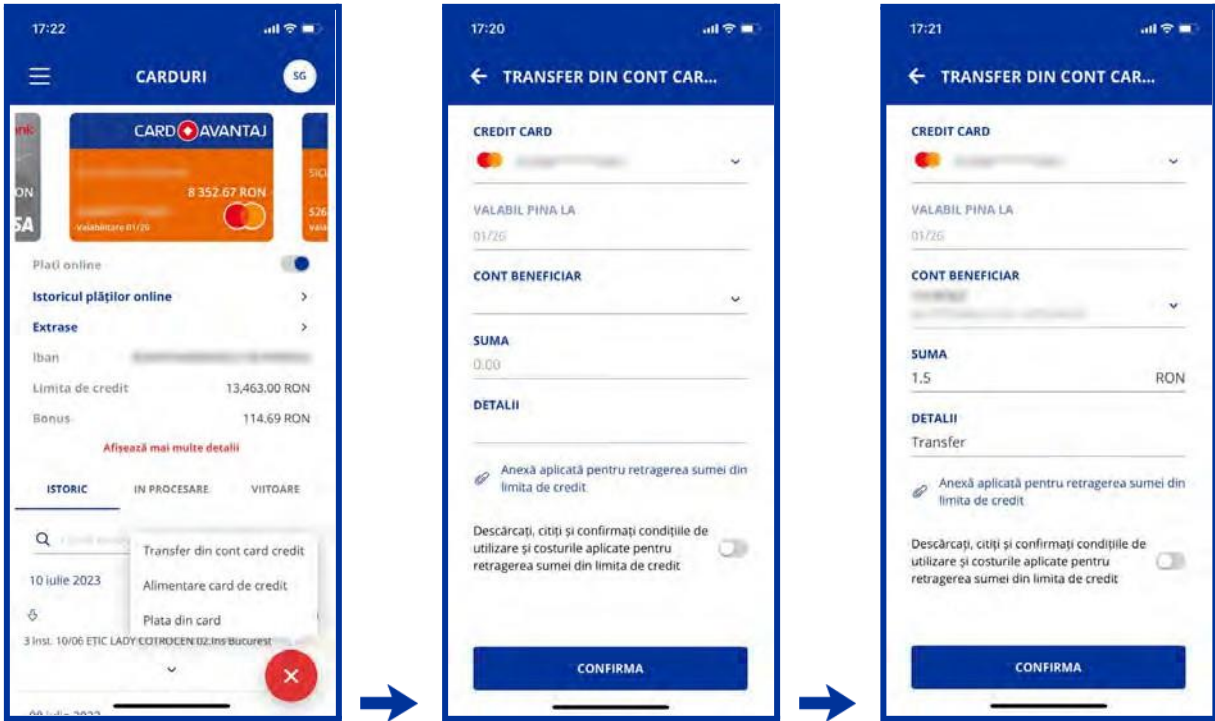 17:22
CARDURI
SG
CARD AVANTAJ
8 352.67 RON
Valabilitare 01/26
Plati online
Istoricul plăților online
Extrase
Iban
Limita de credit 13,463.00 RON
Bonus 114.69 RON
Afișează mai multe detalii
ISTORIC IN PROCESARE VIITOARE
Transfer din cont card credit
10 iulie 2023
Alimentare card de credit
Plata din card
3 Inst. 10/06 ETIC LADY COTROCEN 02.Ins Bucurest
17:20
TRANSFER DIN CONT CAR...
CREDIT CARD
VALABIL PINA LA
01/26
CONT BENEFICIAR
SUMA
0.00
DETALII
Anexă aplicată pentru retragerea sumei din
limita de credit
Descărcați, citiți și confirmați condițiile de
utilizare și costurile aplicate pentru
retragerea sumei din limita de credit
CONFIRMA
17:21
TRANSFER DIN CONT CAR...
CREDIT CARD
VALABIL PINA LA
01/26
CONT BENEFICIAR
SUMA
1.5 RON
DETALII
Transfer
Anexă aplicată pentru retragerea sumei din
limita de credit
Descărcați, citiți și confirmați condițiile de
utilizare și costurile aplicate pentru
retragerea sumei din limita de credit
CONFIRMA